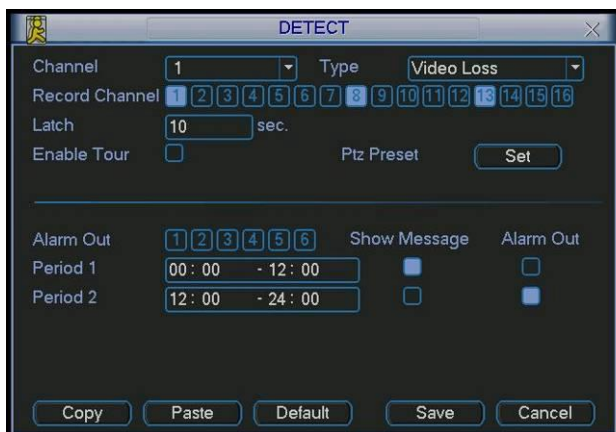 DETECT
Channel 1 Type Video Loss
Record Channel 1 2 3 4 5 6 7 8 9 10 11 12 13 14 15 16
Latch 10 sec.
Enable Tour Ptz Preset Set
Alarm Out 1 2 3 4 5 6 Show Message Alarm Out
Period 1 00: 00 - 12: 00
Period 2 12: 00 - 24: 00
Copy Paste Default Save Cancel